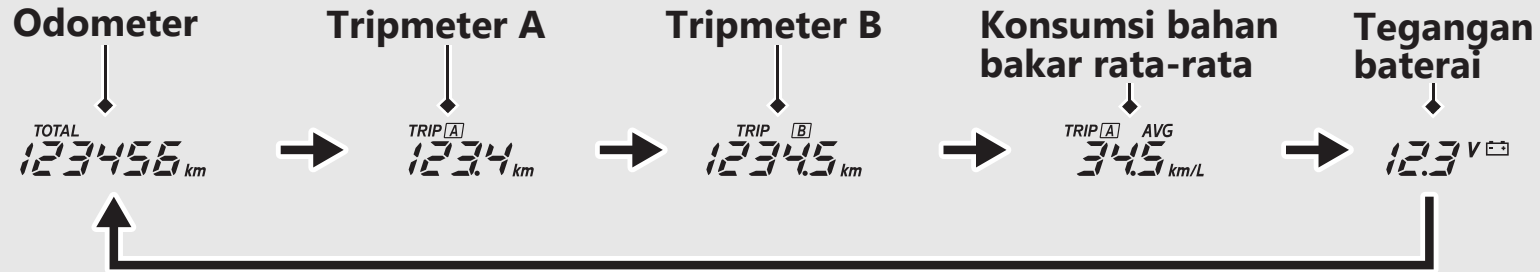 Odometer
Tripmeter A
Tripmeter B
Konsumsi bahan
bakar rata-rata
Tegangan
baterai
TOTAL
123456 km
TRIP A
123.4 km
TRIP B
1234.5 km
TRIP A AVG
34.5 km/L
12.3 V